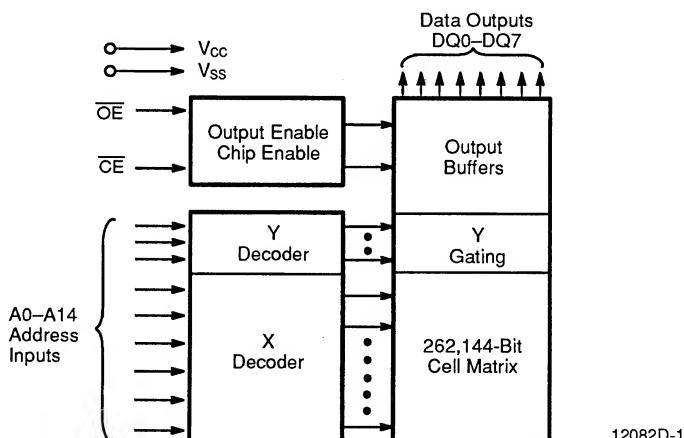 Data Outputs
DQ0–DQ7
VCC
VSS
OE
CE
Output Enable
Chip Enable
Output
Buffers
Y
Decoder
Y
Gating
A0–A14
Address
Inputs
X
Decoder
262,144-Bit
Cell Matrix
12082D-1